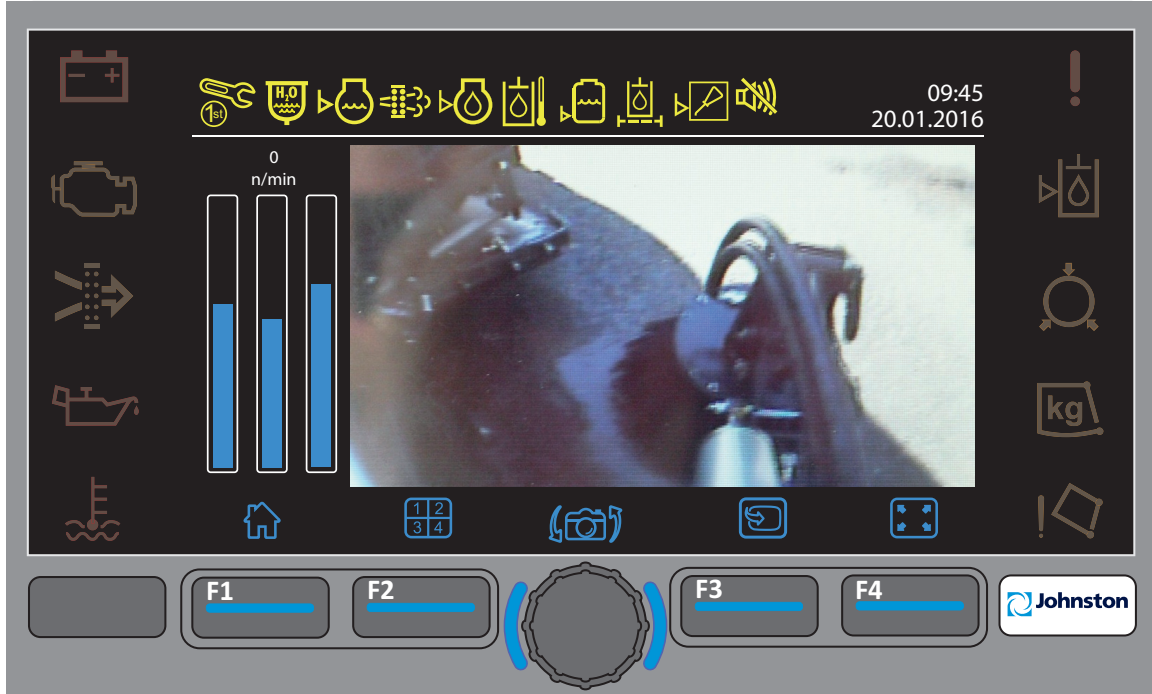 1st
H₂O
09:45
20.01.2016
0
n/min
kg
1 2
3 4
F1
F2
F3
F4
Johnston